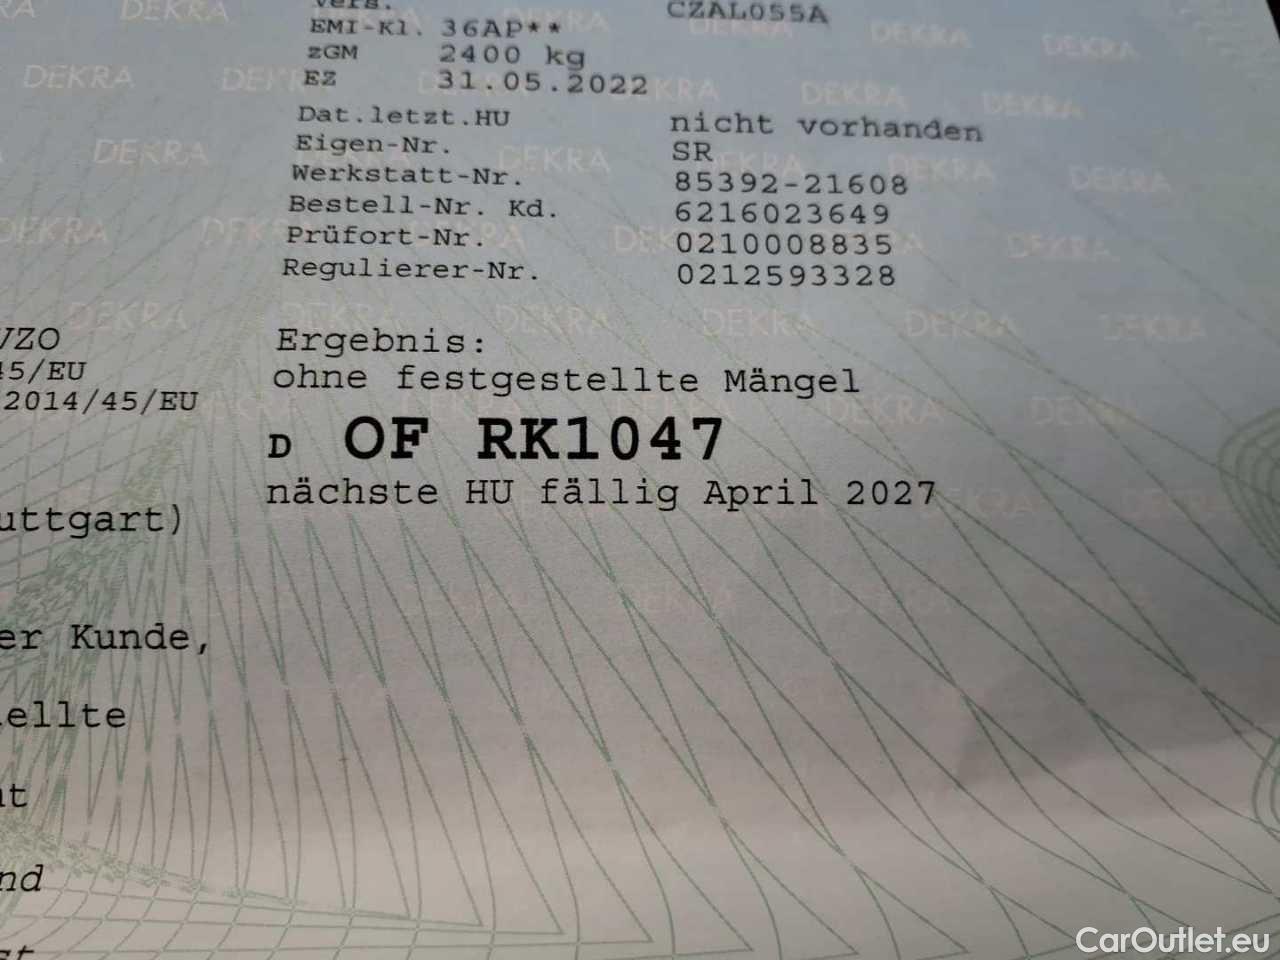 Vers. CZAL055A
EMI-Kl. 36AP**
zGM 2400 kg
EZ 31.05.2022
Dat.letzt.HU nicht vorhanden
Eigen-Nr. SR
Werkstatt-Nr. 85392-21608
Bestell-Nr. Kd. 6216023649
Prüfort-Nr. 0210008835
Regulierer-Nr. 0212593328
VZO
45/EU
2014/45/EU
Ergebnis:
ohne festgestellte Mängel
D OF RK1047
nächste HU fällig April 2027
uttgart)
er Kunde,
ellte
nd
CarOutlet.eu